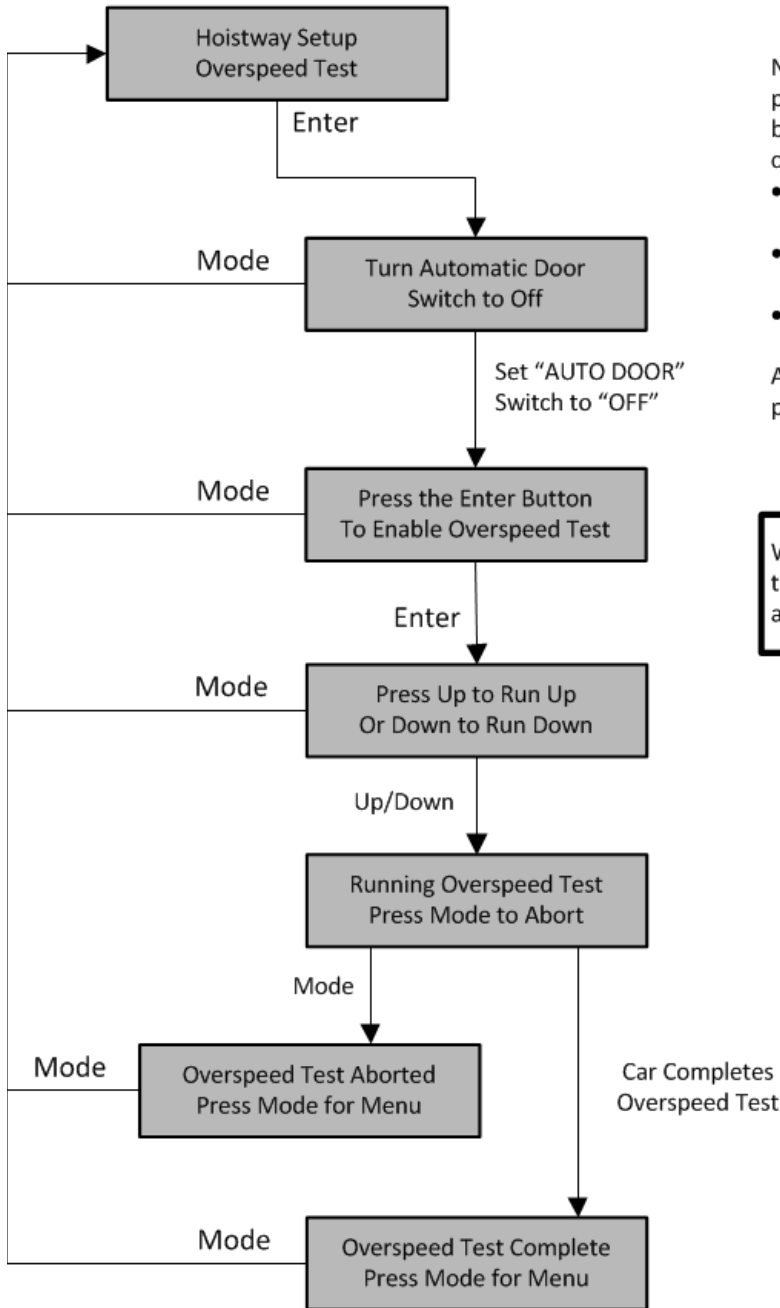 Hoistway Setup
Overspeed Test
Enter
Mode
Turn Automatic Door
Switch to Off
Set “AUTO DOOR”
Switch to “OFF”
Mode
Press the Enter Button
To Enable Overspeed Test
Enter
Mode
Press Up to Run Up
Or Down to Run Down
Up/Down
Running Overspeed Test
Press Mode to Abort
Mode
Mode
Overspeed Test Aborted
Press Mode for Menu
Car Completes
Overspeed Test
Mode
Overspeed Test Complete
Press Mode for Menu